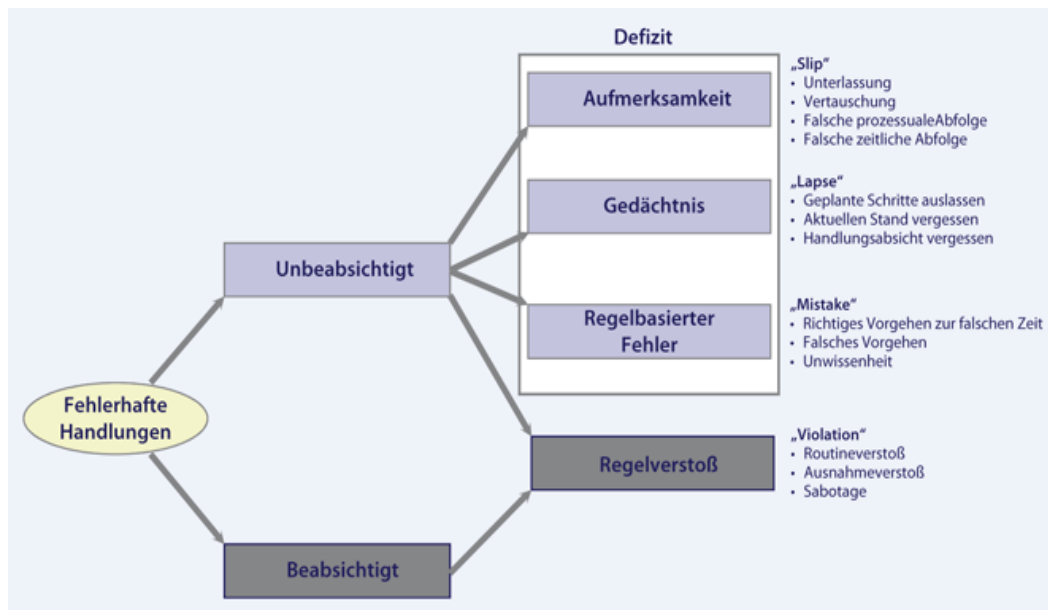 Defizit
Aufmerksamkeit
„Slip“
• Unterlassung
• Vertauschung
• Falsche prozessualeAbfolge
• Falsche zeitliche Abfolge
Gedächtnis
„Lapse“
• Geplante Schritte auslassen
• Aktuellen Stand vergessen
• Handlungsabsicht vergessen
Unbeabsichtigt
Regelbasierter
Fehler
„Mistake“
• Richtiges Vorgehen zur falschen Zeit
• Falsches Vorgehen
• Unwissenheit
Fehlerhafte
Handlungen
Regelverstoß
„Violation“
• Routineverstoß
• Ausnahmeverstoß
• Sabotage
Beabsichtigt